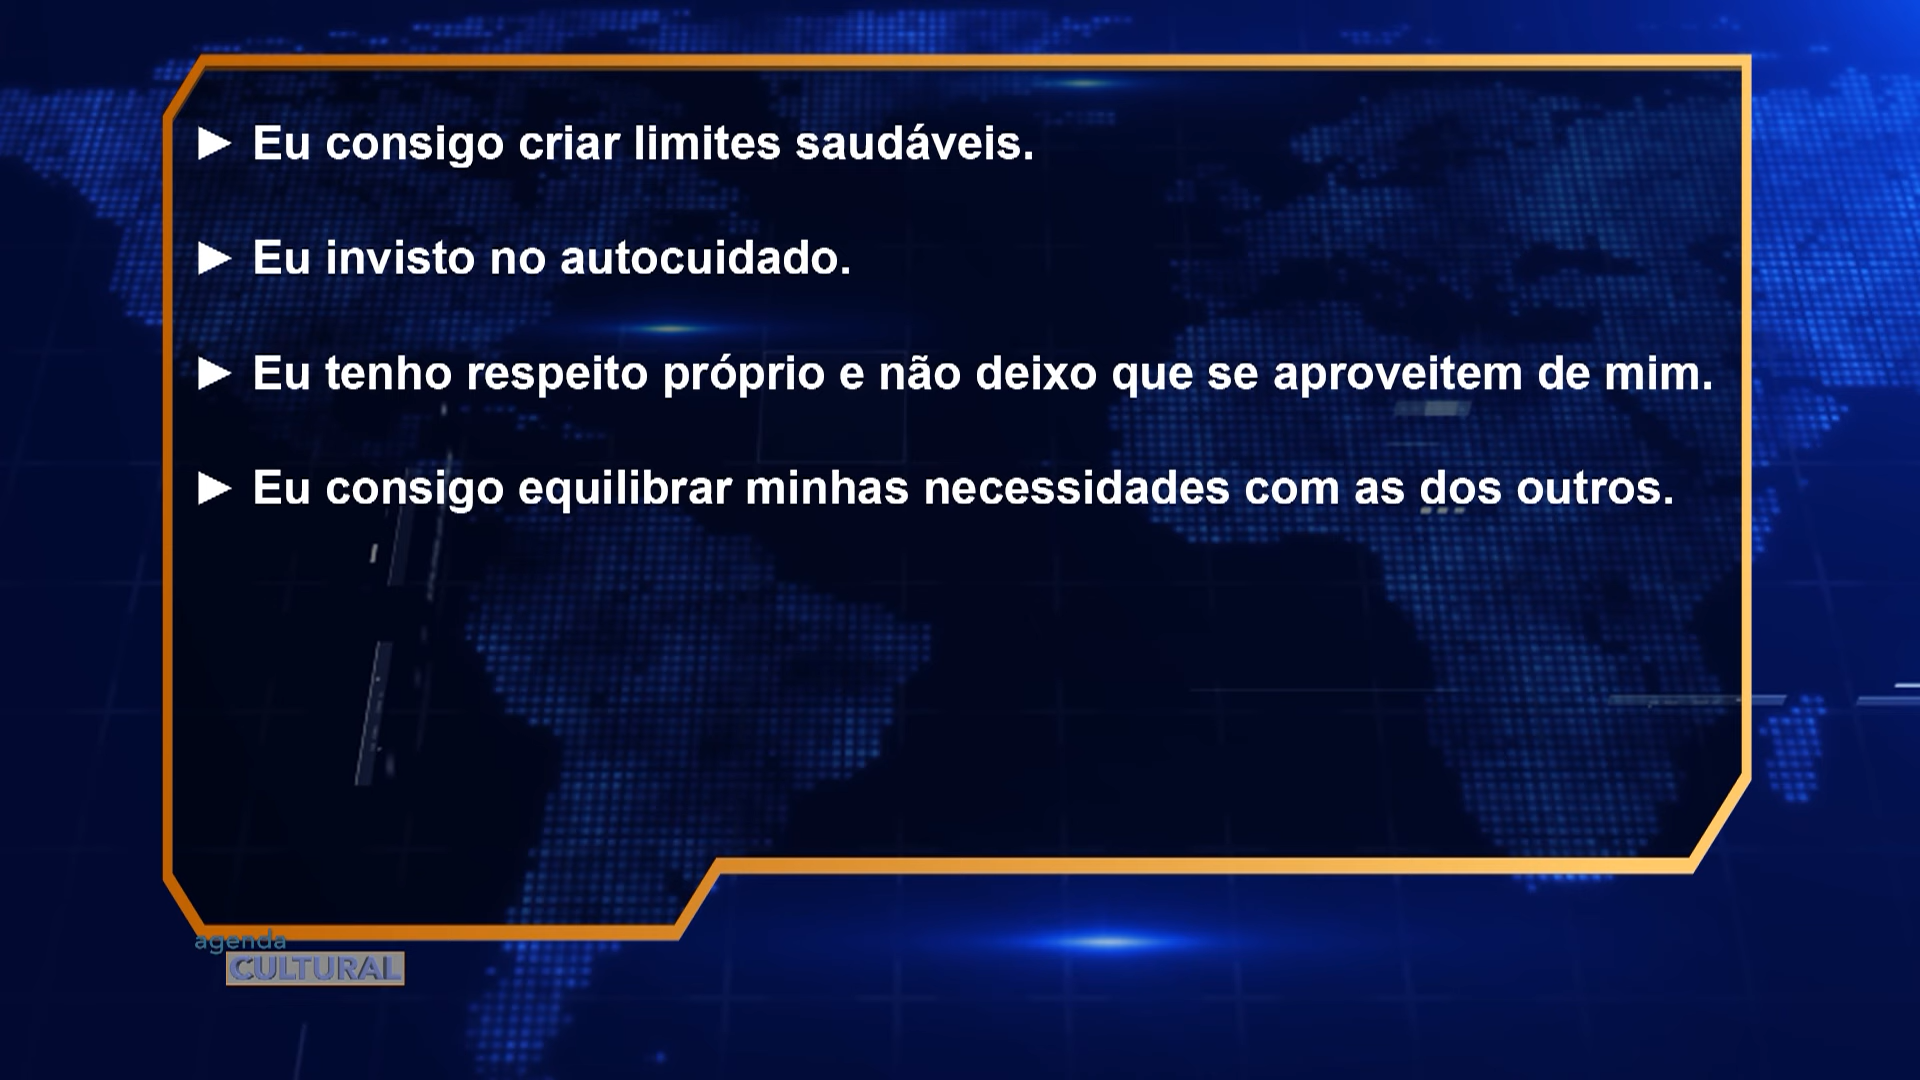 ► Eu consigo criar limites saudáveis.
► Eu invisto no autocuidado.
► Eu tenho respeito próprio e não deixo que se aproveitem de mim.
► Eu consigo equilibrar minhas necessidades com as dos outros.
agenda
CULTURAL